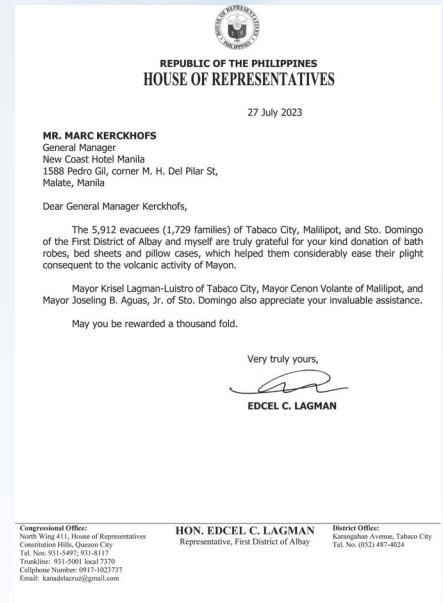 HOUSE OF REPRESENTATIVES
PHILIPPINES
REPUBLIC OF THE PHILIPPINES
HOUSE OF REPRESENTATIVES
27 July 2023
MR. MARC KERCKHOFS
General Manager
New Coast Hotel Manila
1588 Pedro Gil, corner M. H. Del Pilar St,
Malate, Manila
Dear General Manager Kerckhofs,
The 5,912 evacuees (1,729 families) of Tabaco City, Malilipot, and Sto. Domingo
of the First District of Albay and myself are truly grateful for your kind donation of bath
robes, bed sheets and pillow cases, which helped them considerably ease their plight
consequent to the volcanic activity of Mayon.
Mayor Krisel Lagman-Luistro of Tabaco City, Mayor Cenon Volante of Malilipot, and
Mayor Joseling B. Aguas, Jr. of Sto. Domingo also appreciate your invaluable assistance.
May you be rewarded a thousand fold.
Very truly yours,
EDCEL C. LAGMAN
Congressional Office:
North Wing 411, House of Representatives
Constitution Hills, Quezon City
Tel. Nos. 931-5497; 931-8117
Trunkline: 931-5001 local 7370
Cellphone Number: 0917-1023737
Email: kanadelacruz@gmail.com
HON. EDCEL C. LAGMAN
Representative, First District of Albay
District Office:
Karangahan Avenue, Tabaco City
Tel. No. (052) 487-4024